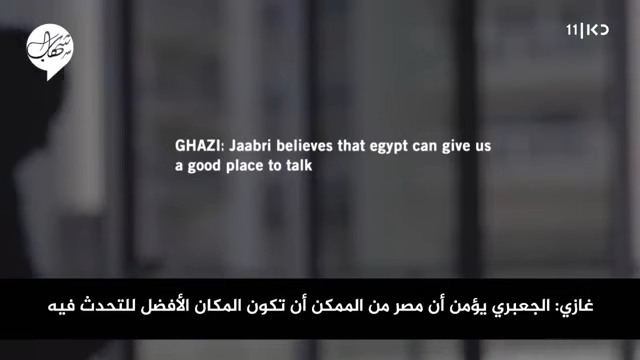 شهاب
כאן|11
GHAZI: Jaabri believes that egypt can give us
a good place to talk
غازي: الجعبري يؤمن أن مصر من الممكن أن تكون المكان الأفضل للتحدث فيه